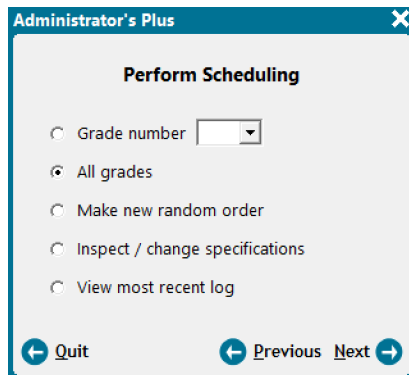 Administrator's Plus
Perform Scheduling
Grade number
All grades
Make new random order
Inspect / change specifications
View most recent log
Quit Previous Next